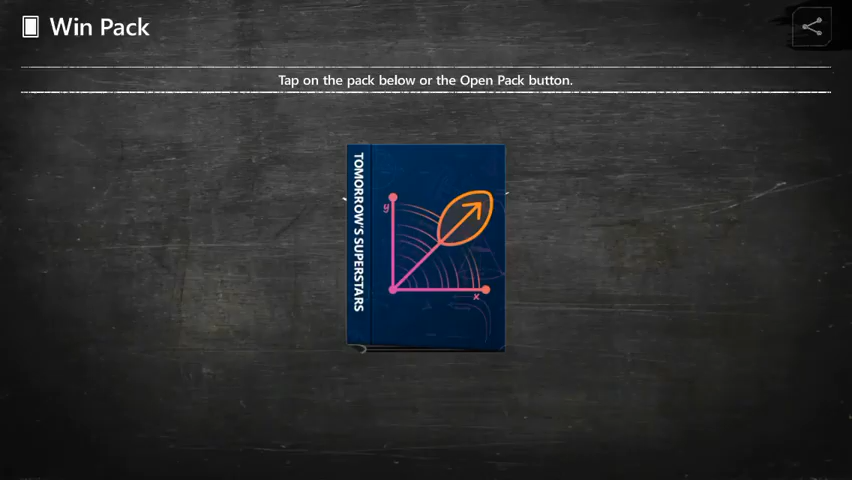 Win Pack
Tap on the pack below or the Open Pack button.
TOMORROW'S SUPERSTARS
y
x